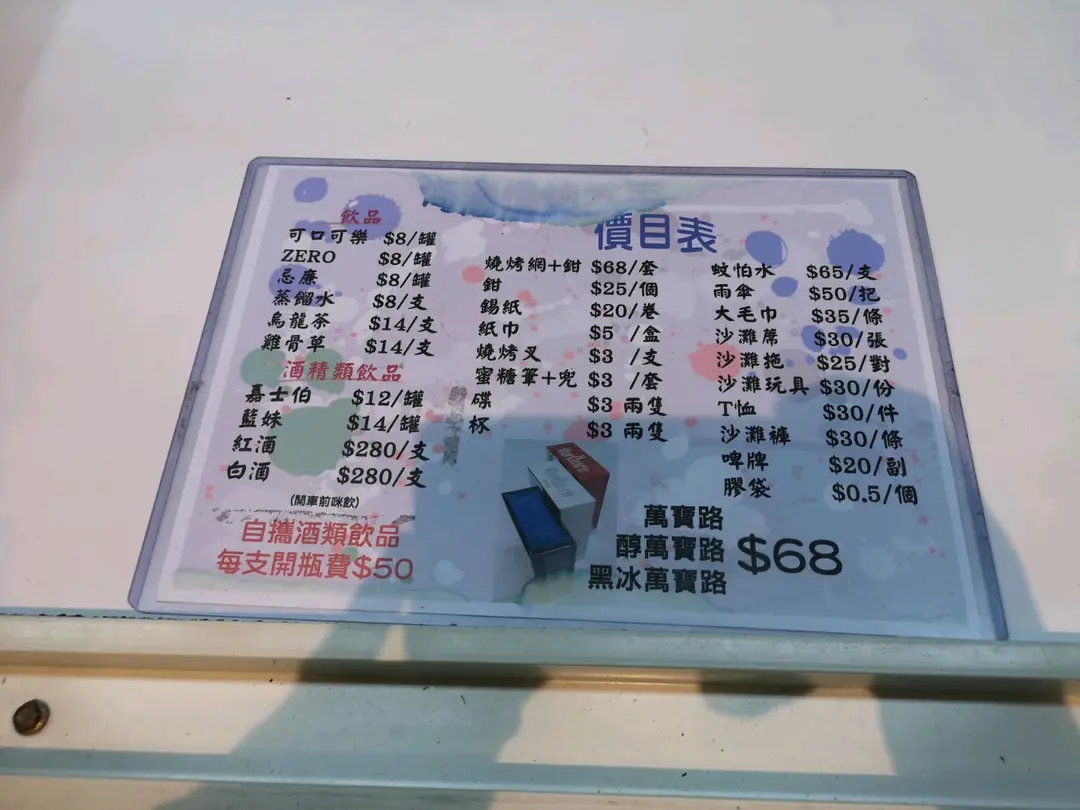 價目表
飲品
可口可樂 $8/罐
ZERO $8/罐
忌廉 $8/罐
蒸餾水 $8/支
烏龍茶 $14/支
雞骨草 $14/支
酒精類飲品
嘉士伯 $12/罐
藍妹 $14/罐
紅酒 $280/支
白酒 $280/支
(開車前咪飲)
自攜酒類飲品
每支開瓶費$50
燒烤網+鉗 $68/套
鉗 $25/個
錫紙 $20/卷
紙巾 $5 /盒
燒烤叉 $3 /支
蜜糖筆+兜 $3 /套
碟 $3 兩隻
杯 $3 兩隻
蚊怕水 $65/支
雨傘 $50/把
大毛巾 $35/條
沙灘蓆 $30/張
沙灘拖 $25/對
沙灘玩具 $30/份
T恤 $30/件
沙灘褲 $30/條
啤牌 $20/副
膠袋 $0.5/個
Marlboro
Marlboro
萬寶路
醇萬寶路 $68
黑冰萬寶路